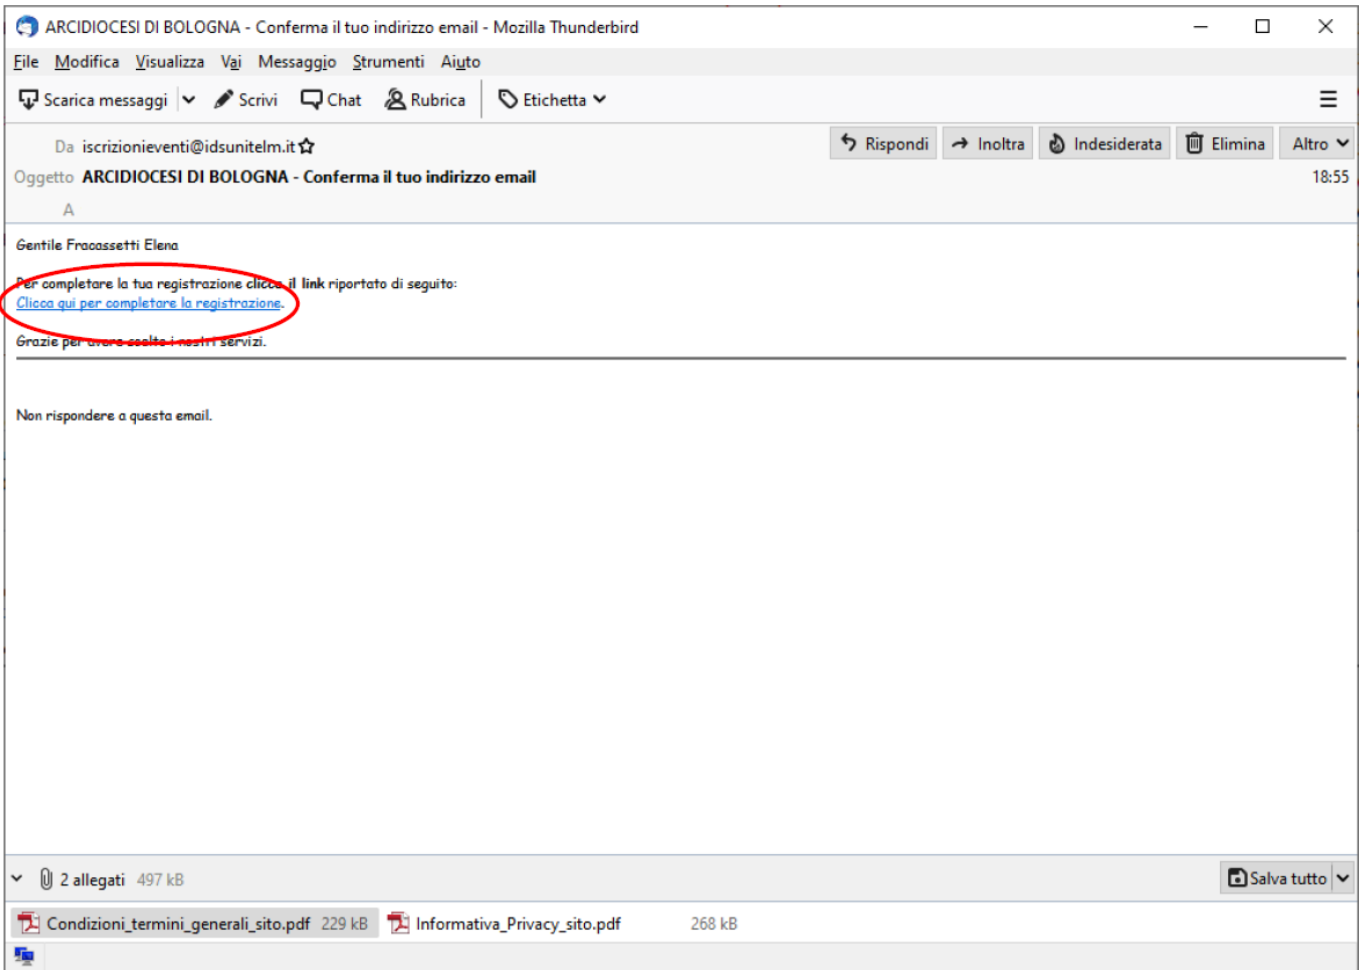 ARCIDIOCESI DI BOLOGNA - Conferma il tuo indirizzo email - Mozilla Thunderbird
File Modifica Visualizza Vai Messaggio Strumenti Aiuto
Scarica messaggi Scrivi Chat Rubrica Etichetta
Da iscrizionieventi@idsunitelm.it Rispondi Inoltra Indesiderata Elimina Altro
Oggetto ARCIDIOCESI DI BOLOGNA - Conferma il tuo indirizzo email 18:55
A
Gentile Fracassetti Elena
Per completare la tua registrazione clicca il link riportato di seguito:
Clicca qui per completare la registrazione.
Grazie per avere scelto i nostri servizi.
Non rispondere a questa email.
2 allegati 497 kB Salva tutto
Condizioni_termini_generali_sito.pdf 229 kB Informativa_Privacy_sito.pdf 268 kB